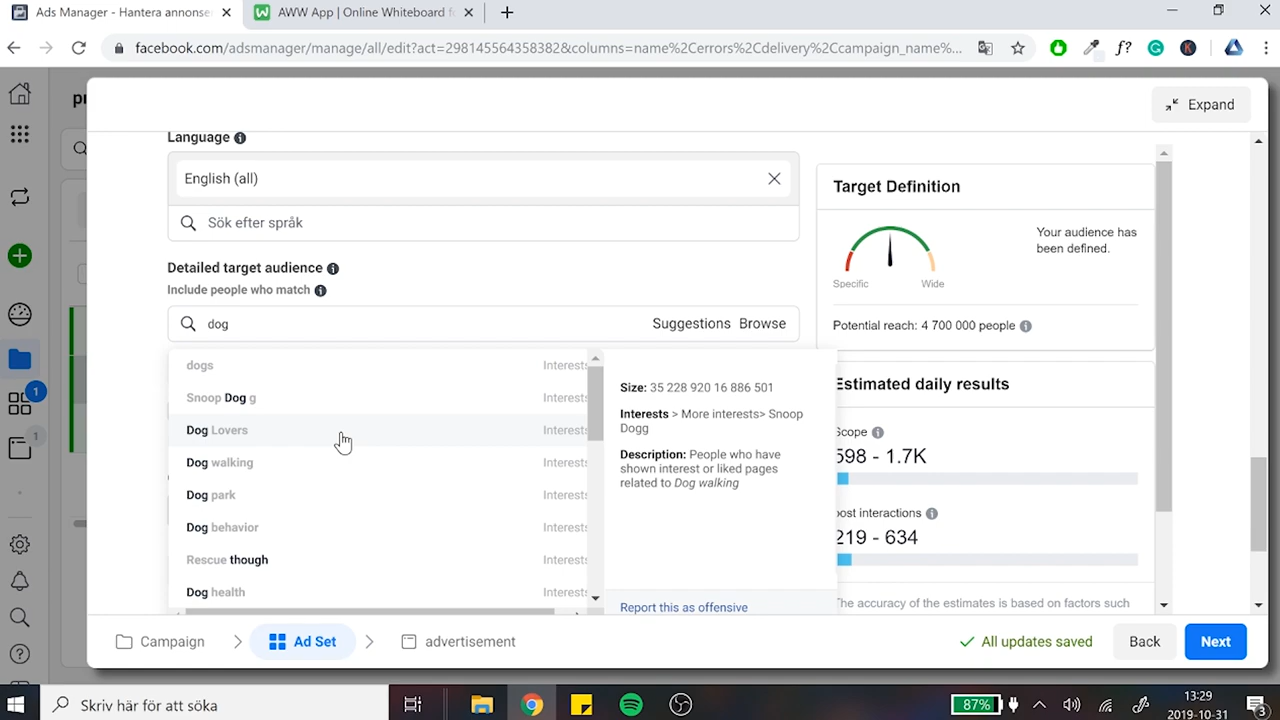 Ads Manager - Hantera annonser
AWW App | Online Whiteboard fo
facebook.com/adsmanager/manage/all/edit?act=298145564358382&columns=name%2Cerrors%2Cdelivery%2Ccampaign_name%...
f?
K
Expand
pr
Language
English (all)
Sök efter språk
Detailed target audience
Include people who match
dog
Suggestions Browse
dogs Interests
Snoop Dog g Interests
Dog Lovers Interests
Dog walking Interests
Dog park Interests
Dog behavior Interests
Rescue though Interests
Dog health Interests
Size: 35 228 920 16 886 501
Interests > More interests> Snoop
Dogg
Description: People who have
shown interest or liked pages
related to Dog walking
Report this as offensive
Target Definition
Your audience has
been defined.
Specific Wide
Potential reach: 4 700 000 people
Estimated daily results
Scope
598 - 1.7K
post interactions
219 - 634
The accuracy of the estimates is based on factors such
1
1
Campaign
Ad Set
advertisement
All updates saved
Back
Next
Skriv här för att söka
87%
13:29
2019-10-31
3